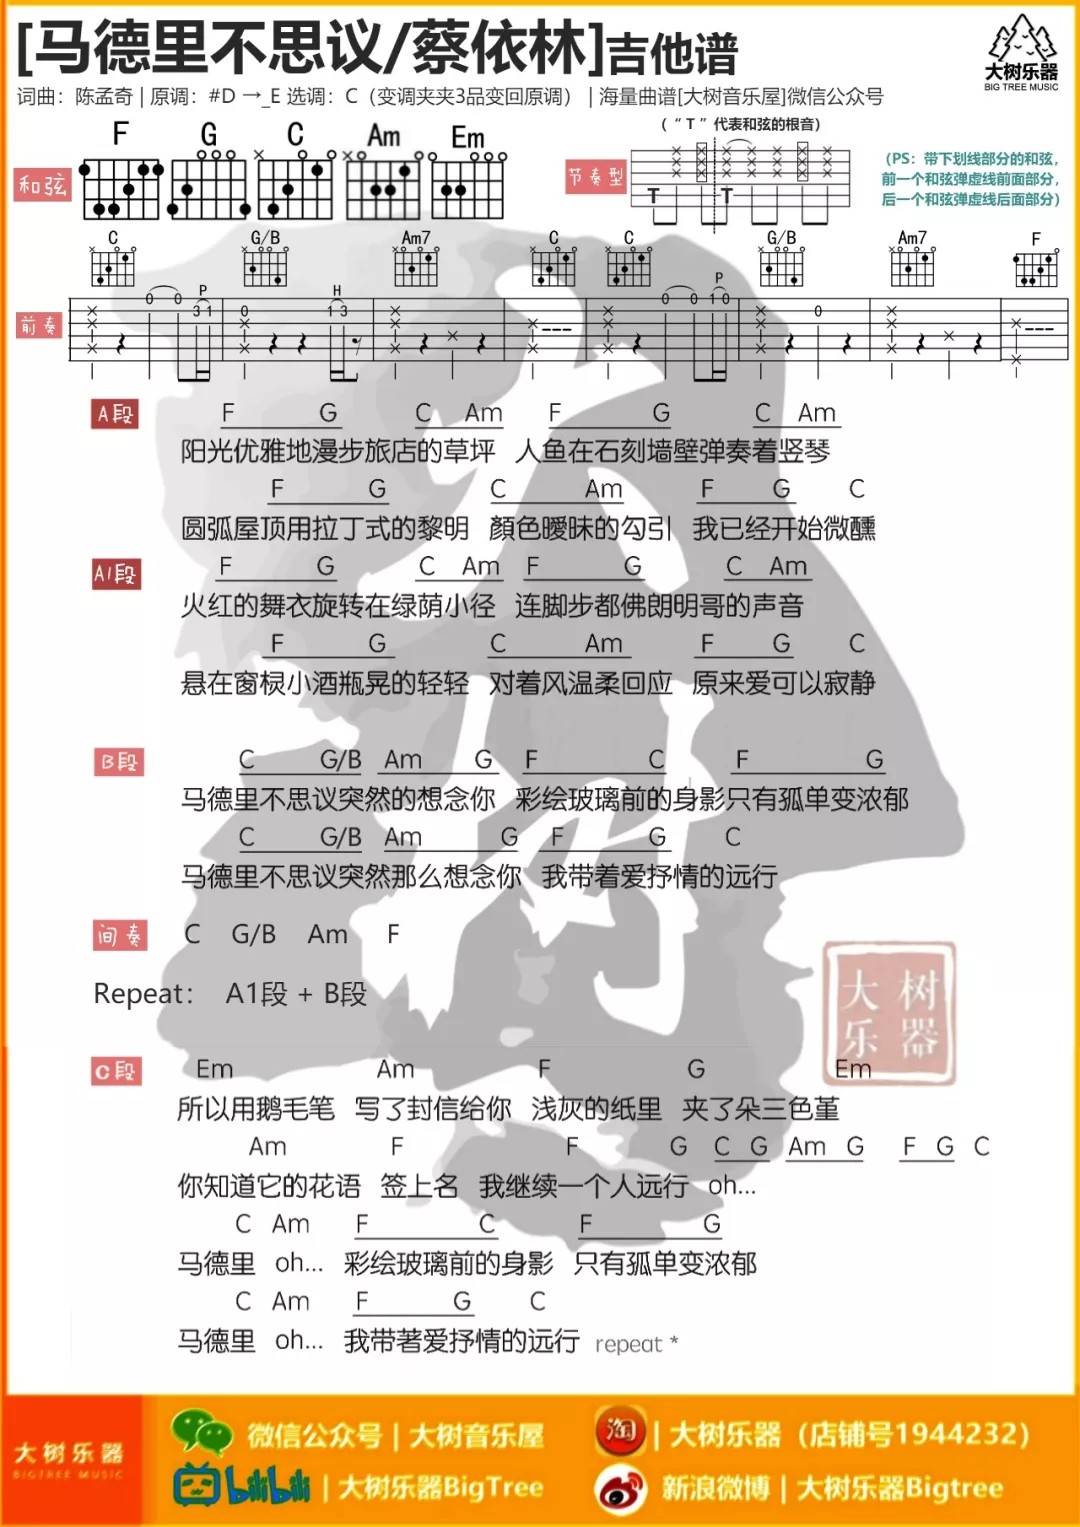 [马德里不思议/蔡依林]吉他谱
大树乐器
BIG TREE MUSIC
词曲：陈孟奇 | 原调：#D →_E 选调：C（变调夹夹3品变回原调） | 海量曲谱[大树音乐屋]微信公众号
和弦 F G C Am Em
节奏型
（“ T ”代表和弦的根音）
T T
（PS：带下划线部分的和弦，
前一个和弦弹虚线前面部分，
后一个和弦弹虚线后面部分）
C G/B Am7 C C G/B Am7 F
前奏
0 0 P 3 1 0 H 1 3 0 0 P 1 0 0
A段
F G C Am F G C Am
阳光优雅地漫步旅店的草坪 人鱼在石刻墙壁弹奏着竖琴
F G C Am F G C
圆弧屋顶用拉丁式的黎明 顏色曖昧的勾引 我已经开始微醺
A1段
F G C Am F G C Am
火红的舞衣旋转在绿荫小径 连脚步都佛朗明哥的声音
F G C Am F G C
悬在窗棂小酒瓶晃的轻轻 对着风温柔回应 原来爱可以寂静
B段
C G/B Am G F C F G
马德里不思议突然的想念你 彩绘玻璃前的身影只有孤单变浓郁
C G/B Am G F G C
马德里不思议突然那么想念你 我带着爱抒情的远行
间奏 C G/B Am F
Repeat： A1段 + B段
C段
Em Am F G Em
所以用鹅毛笔 写了封信给你 浅灰的纸里 夹了朵三色堇
Am F F G C G Am G F G C
你知道它的花语 签上名 我继续一个人远行 oh...
C Am F C F G
马德里 oh... 彩绘玻璃前的身影 只有孤单变浓郁
C Am F G C
马德里 oh... 我带著爱抒情的远行 repeat *
大树
大树
乐器
大树乐器
BIGTREE MUSIC
微信公众号 | 大树音乐屋
淘 | 大树乐器（店铺号1944232）
bilibili | 大树乐器BigTree
新浪微博 | 大树乐器Bigtree